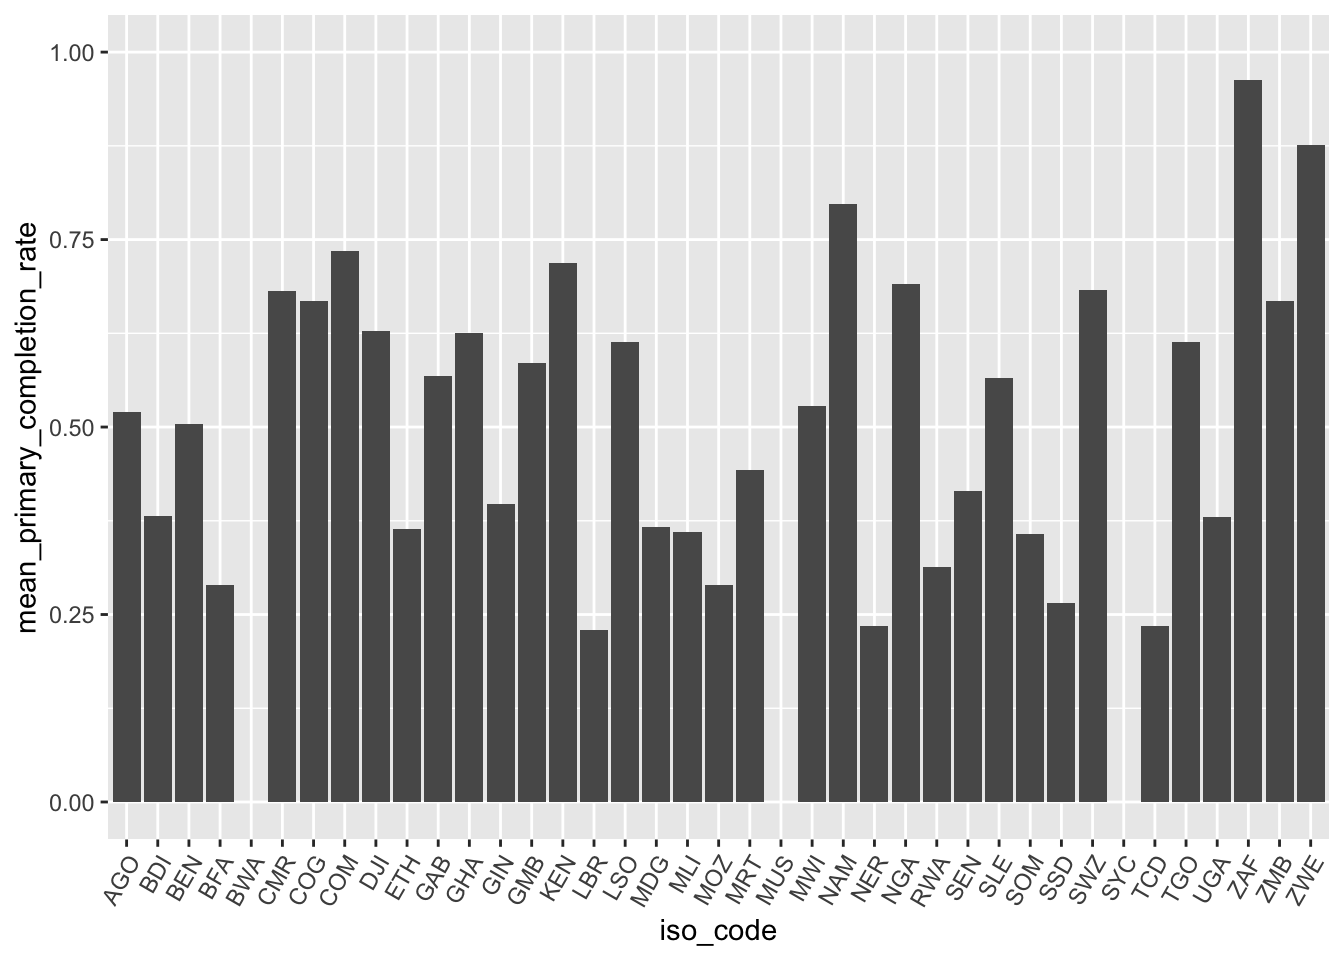 mean_primary_completion_rate
1.00
0.75
0.50
0.25
0.00
AGO BDI BEN BFA BWA CMR COG COM DJI ETH GAB GHA GIN GMB KEN LBR LSO MDG MLI MOZ MRT MUS MWI NAM NER NGA RWA SEN SLE SOM SSD SWZ SYC TCD TGO UGA ZAF ZMB ZWE
iso_code